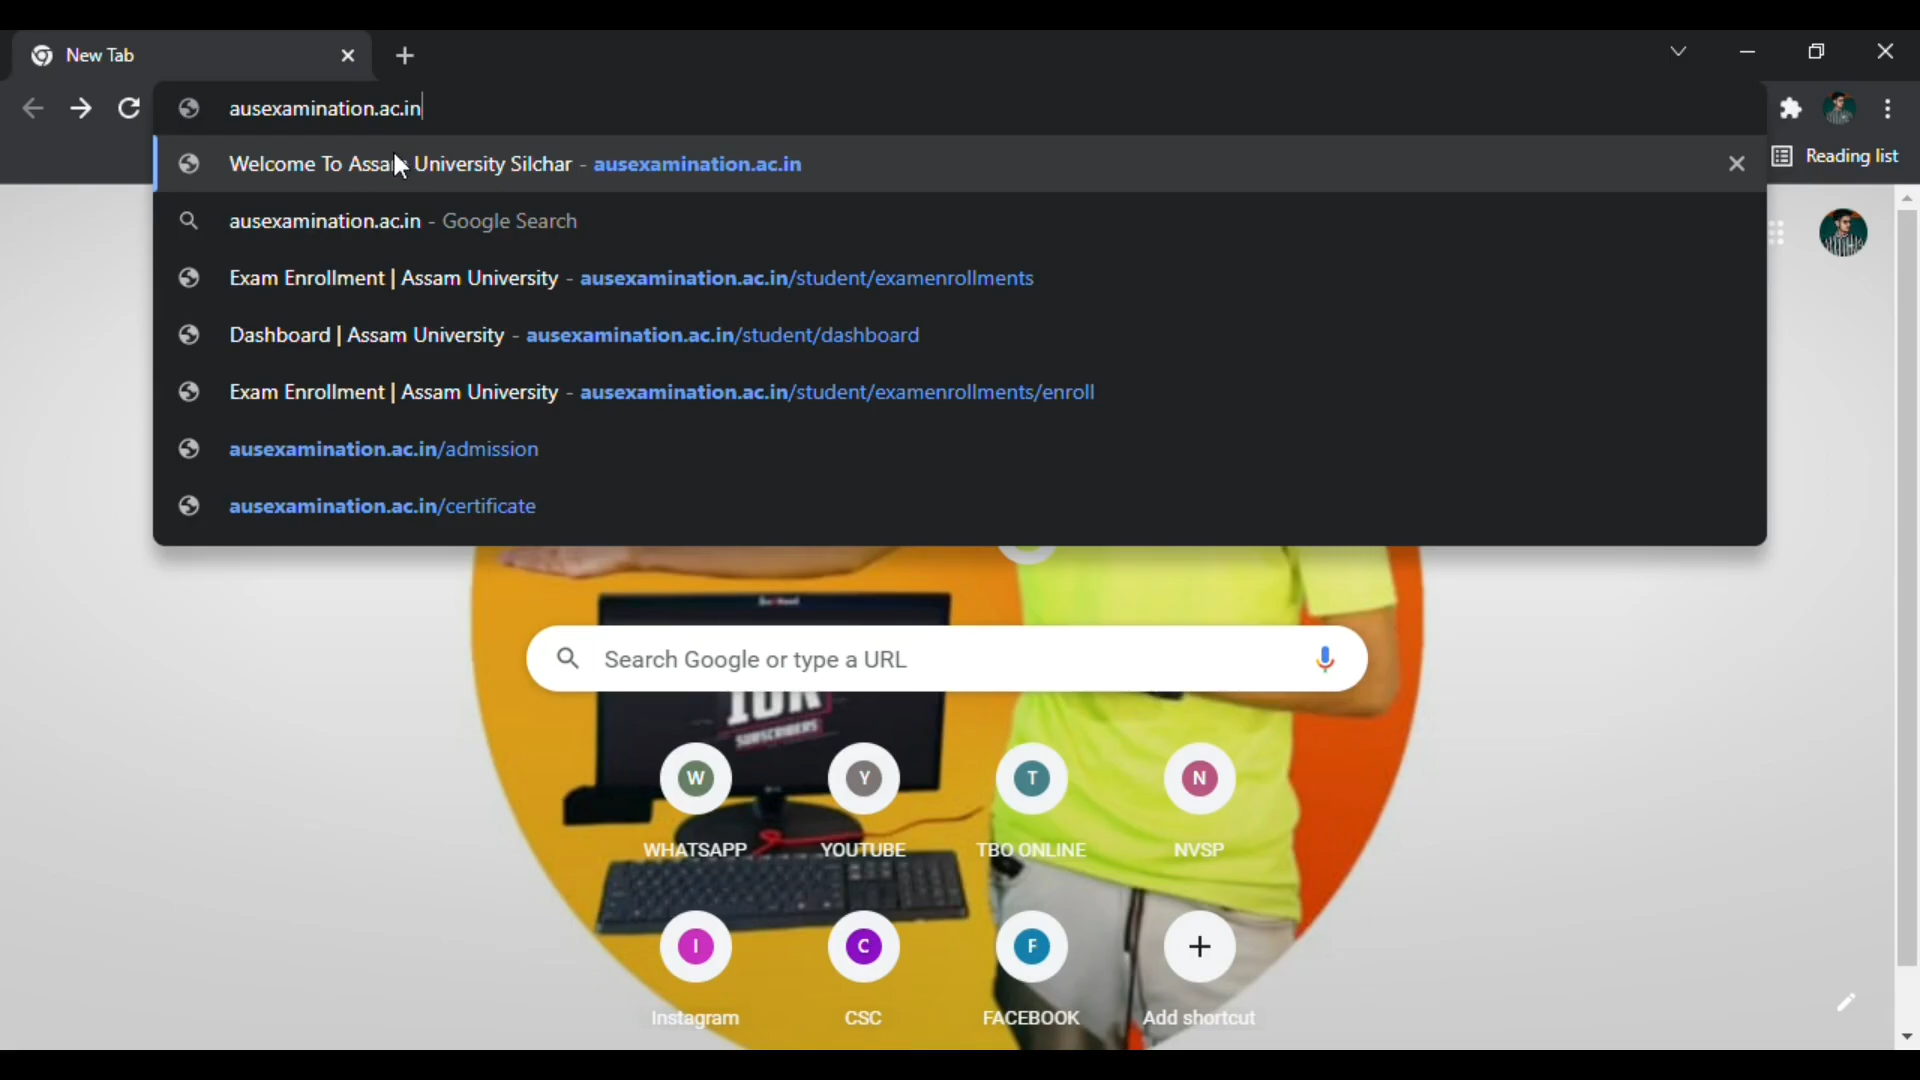 New Tab
ausexamination.ac.in
Welcome To Assam University Silchar - ausexamination.ac.in
Reading list
ausexamination.ac.in - Google Search
Exam Enrollment | Assam University - ausexamination.ac.in/student/examenrollments
Dashboard | Assam University - ausexamination.ac.in/student/dashboard
Exam Enrollment | Assam University - ausexamination.ac.in/student/examenrollments/enroll
ausexamination.ac.in/admission
ausexamination.ac.in/certificate
Search Google or type a URL
10K
SUBSCRIBERS
W Y T N
WHATSAPP YOUTUBE TBO ONLINE NVSP
I C F
Instagram CSC FACEBOOK Add shortcut